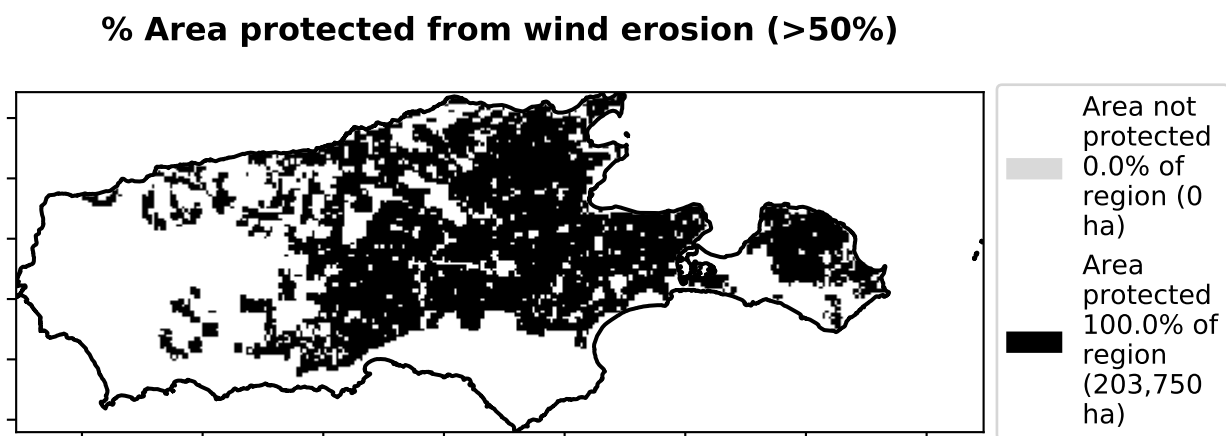 % Area protected from wind erosion (>50%)
Area not
protected
0.0% of
region (0
ha)
Area
protected
100.0% of
region
(203,750
ha)